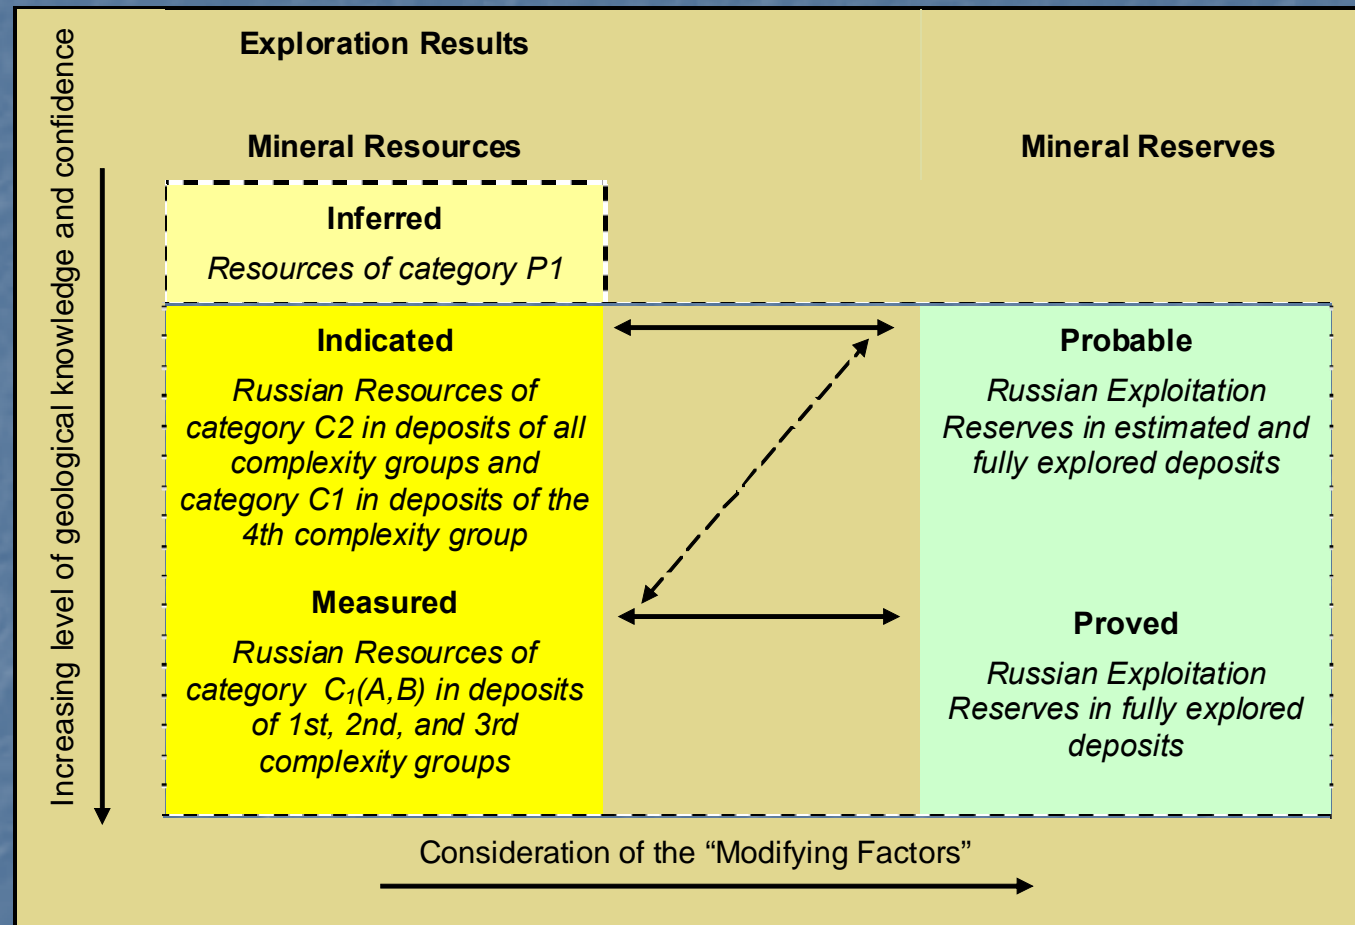 Increasing level of geological knowledge and confidence
Exploration Results
Mineral Resources
Mineral Reserves
Inferred
Resources of category P1
Indicated
Russian Resources of
category C2 in deposits of all
complexity groups and
category C1 in deposits of the
4th complexity group
Measured
Russian Resources of
category C₁(A,B) in deposits
of 1st, 2nd, and 3rd
complexity groups
Probable
Russian Exploitation
Reserves in estimated and
fully explored deposits
Proved
Russian Exploitation
Reserves in fully explored
deposits
Consideration of the “Modifying Factors”